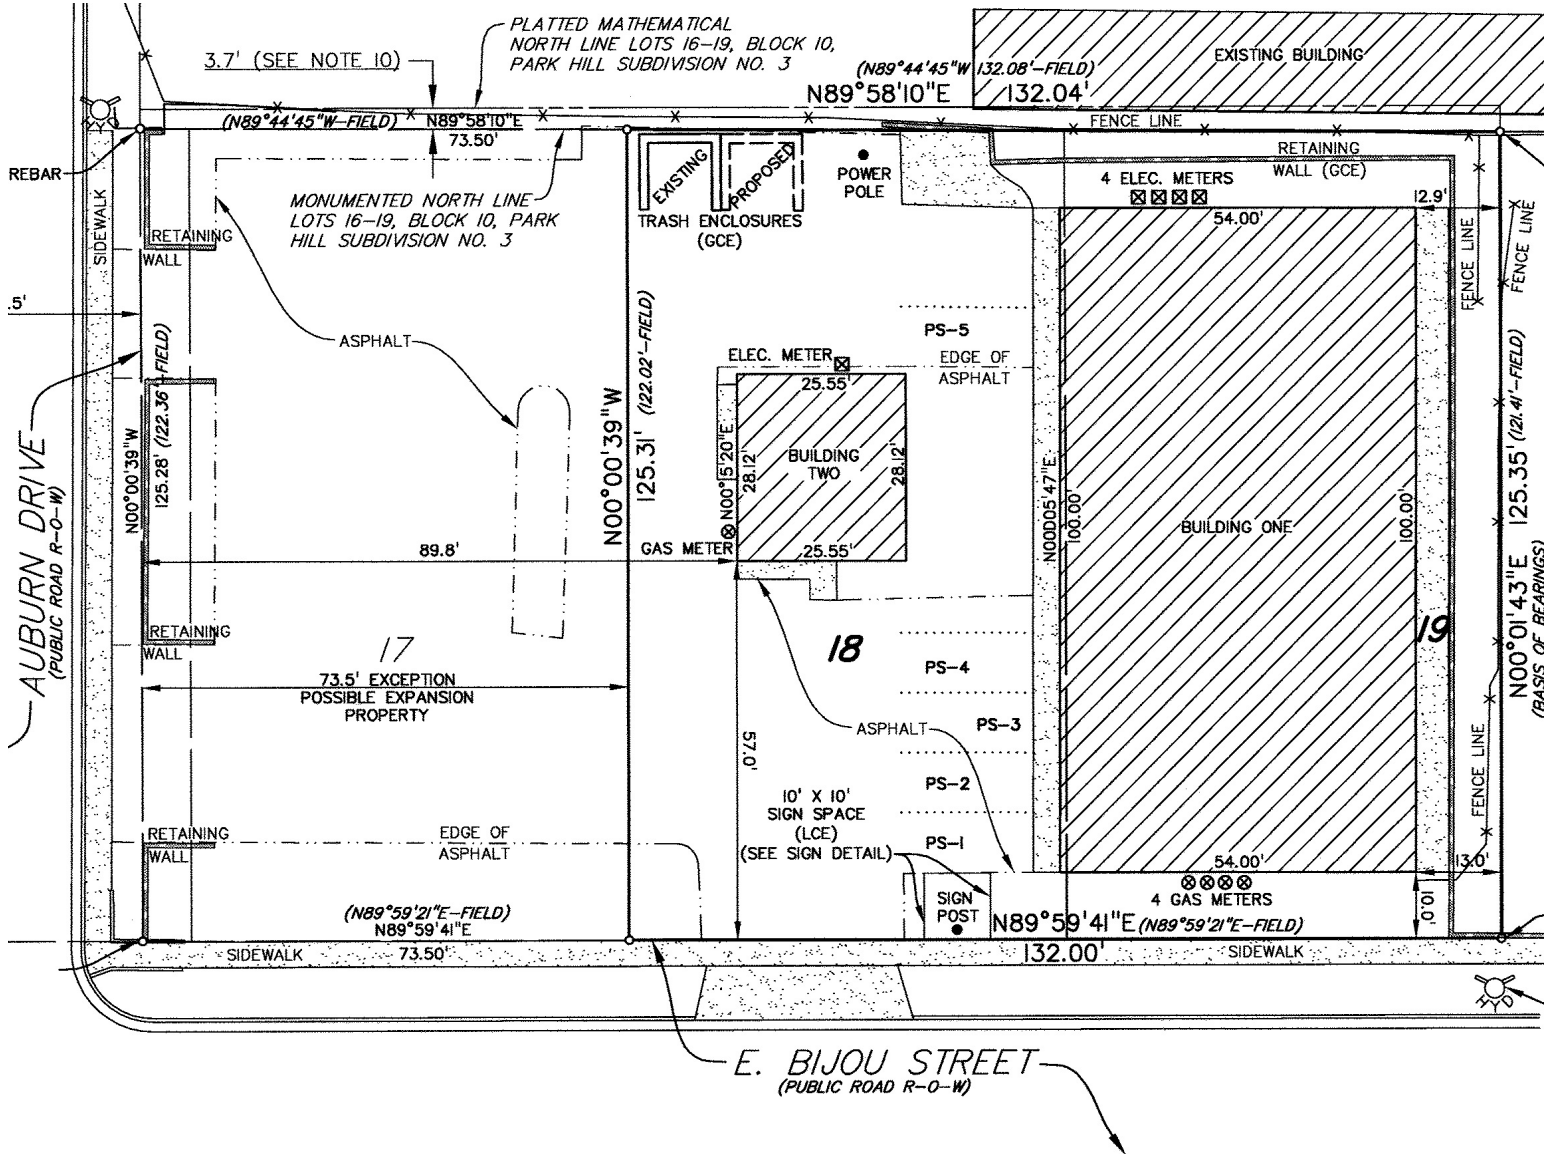 PLATTED MATHEMATICAL
NORTH LINE LOTS 16-19, BLOCK 10,
PARK HILL SUBDIVISION NO. 3
3.7' (SEE NOTE 10)
EXISTING BUILDING
(N89°44'45"W 132.08'-FIELD)
N89°58'10"E 132.04'
(N89°44'45"W-FIELD)
N89°58'10"E
73.50'
FENCE LINE
RETAINING
WALL (GCE)
REBAR
SIDEWALK
MONUMENTED NORTH LINE
LOTS 16-19, BLOCK 10, PARK
HILL SUBDIVISION NO. 3
EXISTING
PROPOSED
TRASH ENCLOSURES
(GCE)
POWER
POLE
4 ELEC. METERS
54.00'
12.9'
FENCE LINE
FENCE LINE
RETAINING
WALL
.5'
ASPHALT
PS-5
ELEC. METER
25.55'
EDGE OF
ASPHALT
N00°00'39"W
125.28' (122.36'-FIELD)
N00°00'39"W
125.31' (122.02'-FIELD)
N00°15'20"E
28.12'
BUILDING
TWO
28.12'
N00D05'47"E
100.00'
BUILDING ONE
100.00'
N00°01'43"E 125.35' (121.41'-FIELD)
(BASIS OF BEARINGS)
AUBURN DRIVE
(PUBLIC ROAD R-O-W)
89.8'
GAS METER
25.55'
RETAINING
WALL
17
18
19
73.5' EXCEPTION
POSSIBLE EXPANSION
PROPERTY
PS-4
PS-3
ASPHALT
57.0'
PS-2
10' X 10'
SIGN SPACE
(LCE)
(SEE SIGN DETAIL)
PS-1
FENCE LINE
RETAINING
WALL
EDGE OF
ASPHALT
54.00'
13.0'
4 GAS METERS
10.0'
SIGN
POST
(N89°59'21"E-FIELD)
N89°59'41"E
73.50'
N89°59'41"E (N89°59'21"E-FIELD)
132.00'
SIDEWALK
SIDEWALK
E. BIJOU STREET
(PUBLIC ROAD R-O-W)